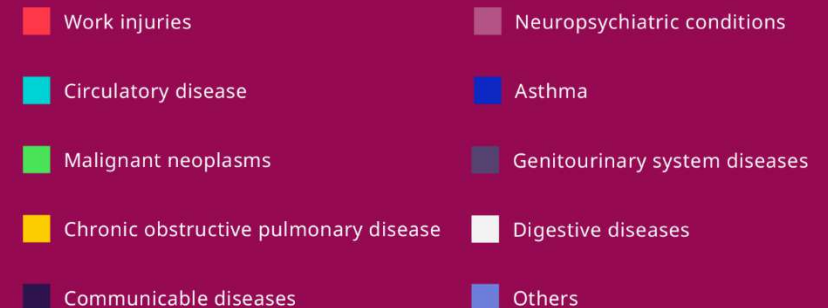 Work injuries
Circulatory disease
Malignant neoplasms
Chronic obstructive pulmonary disease
Communicable diseases
Neuropsychiatric conditions
Asthma
Genitourinary system diseases
Digestive diseases
Others